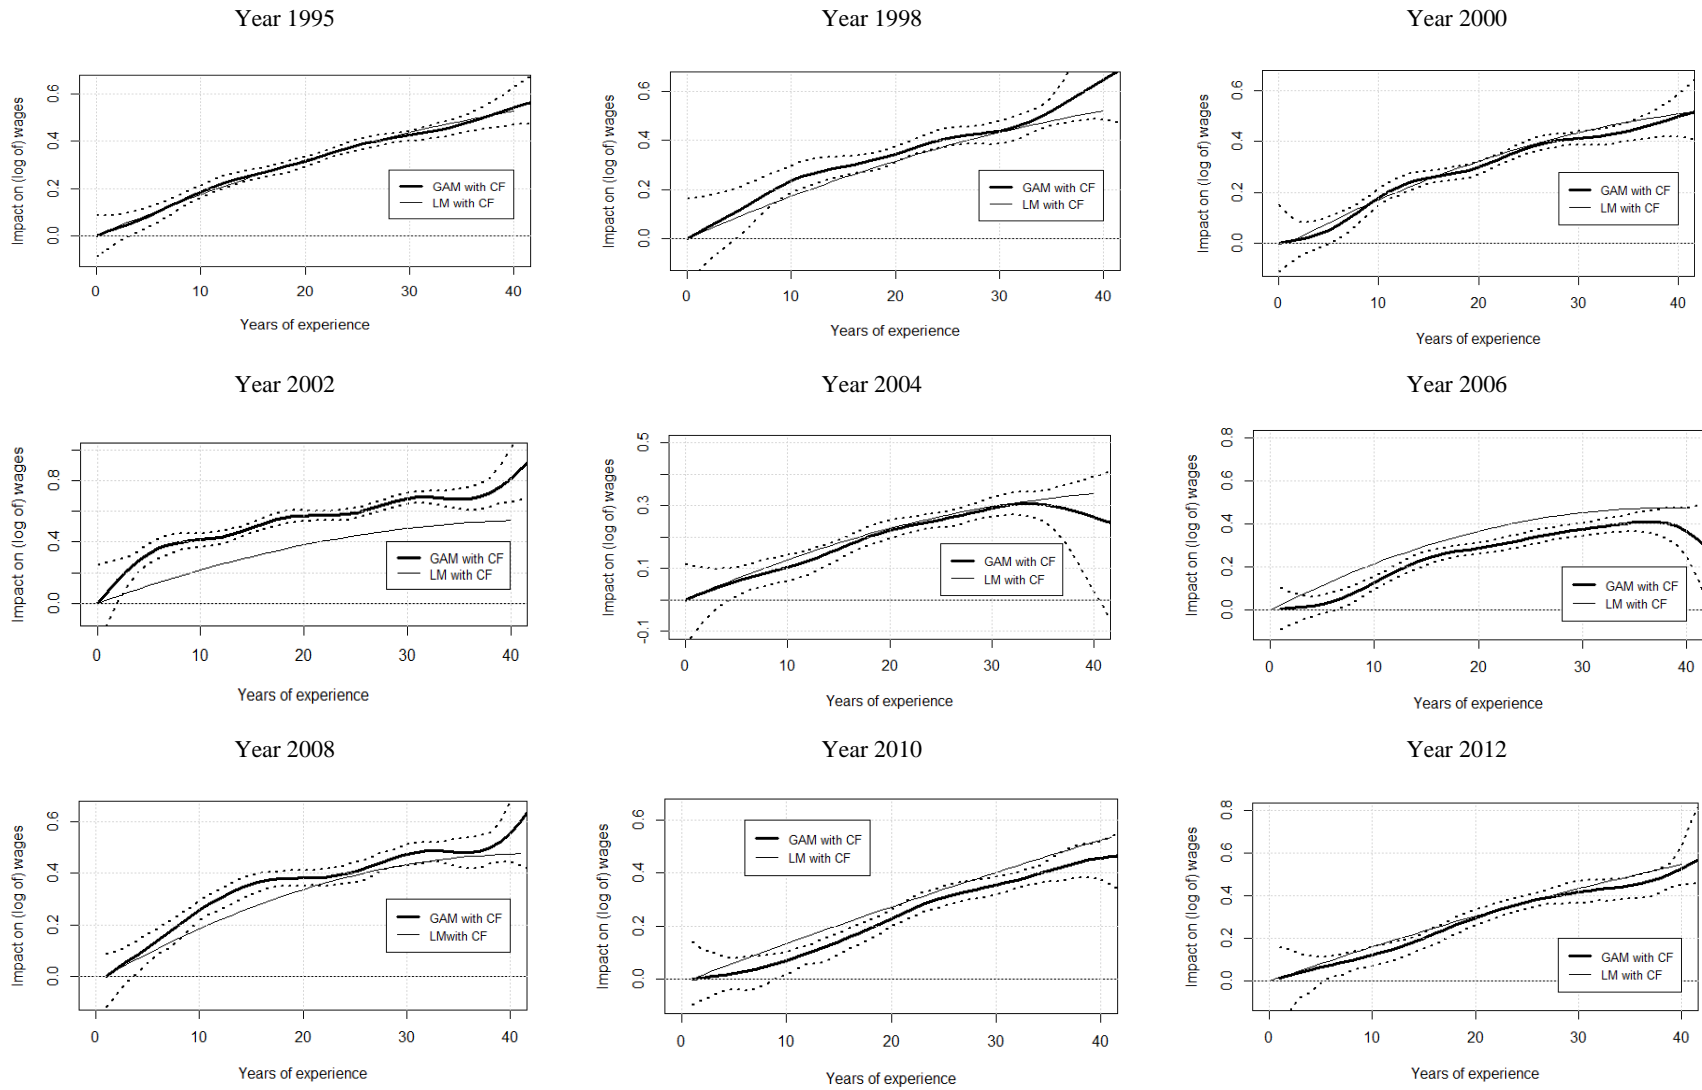 Year 1995
Year 1998
Year 2000
Impact on (log of) wages
0.0
0.2
0.4
0.6
GAM with CF
LM with CF
0
10
20
30
40
Years of experience
Impact on (log of) wages
0.0
0.2
0.4
0.6
GAM with CF
LM with CF
0
10
20
30
40
Years of experience
Impact on (log of) wages
0.0
0.2
0.4
0.6
GAM with CF
LM with CF
0
10
20
30
40
Years of experience
Year 2002
Year 2004
Year 2006
Impact on (log of) wages
0.0
0.4
0.8
GAM with CF
LM with CF
0
10
20
30
40
Years of experience
Impact on (log of) wages
-0.1
0.1
0.3
0.5
GAM with CF
LM with CF
0
10
20
30
40
Years of experience
Impact on (log of) wages
0.0
0.2
0.4
0.6
0.8
GAM with CF
LM with CF
0
10
20
30
40
Years of experience
Year 2008
Year 2010
Year 2012
Impact on (log of) wages
0.0
0.2
0.4
0.6
GAM with CF
LMwith CF
0
10
20
30
40
Years of experience
Impact on (log of) wages
0.0
0.2
0.4
0.6
GAM with CF
LM with CF
0
10
20
30
40
Years of experience
Impact on (log of) wages
0.0
0.2
0.4
0.6
0.8
GAM with CF
LM with CF
0
10
20
30
40
Years of experience